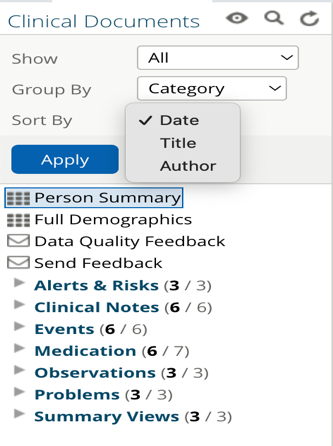 Clinical Documents
Show All
Group By Category
Sort By Date
Title
Author
Apply
Person Summary
Full Demographics
Data Quality Feedback
Send Feedback
Alerts & Risks (3 / 3)
Clinical Notes (6 / 6)
Events (6 / 6)
Medication (6 / 7)
Observations (3 / 3)
Problems (3 / 3)
Summary Views (3 / 3)